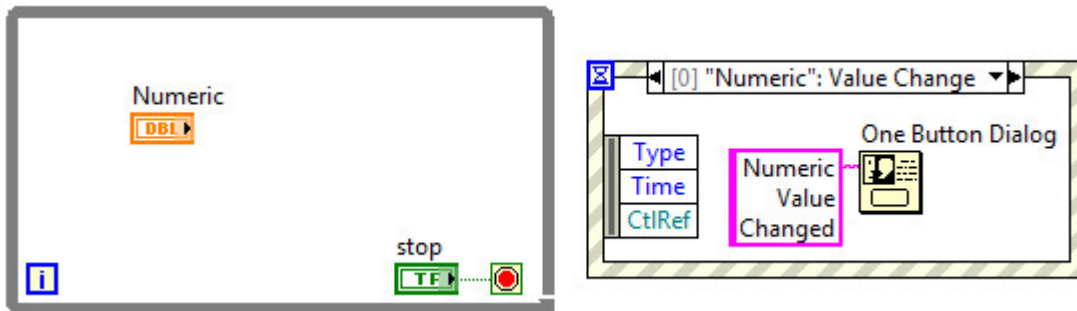 Numeric
DBL
stop
TF
i
[0] "Numeric": Value Change
Type
Time
CtlRef
Numeric
Value
Changed
One Button Dialog